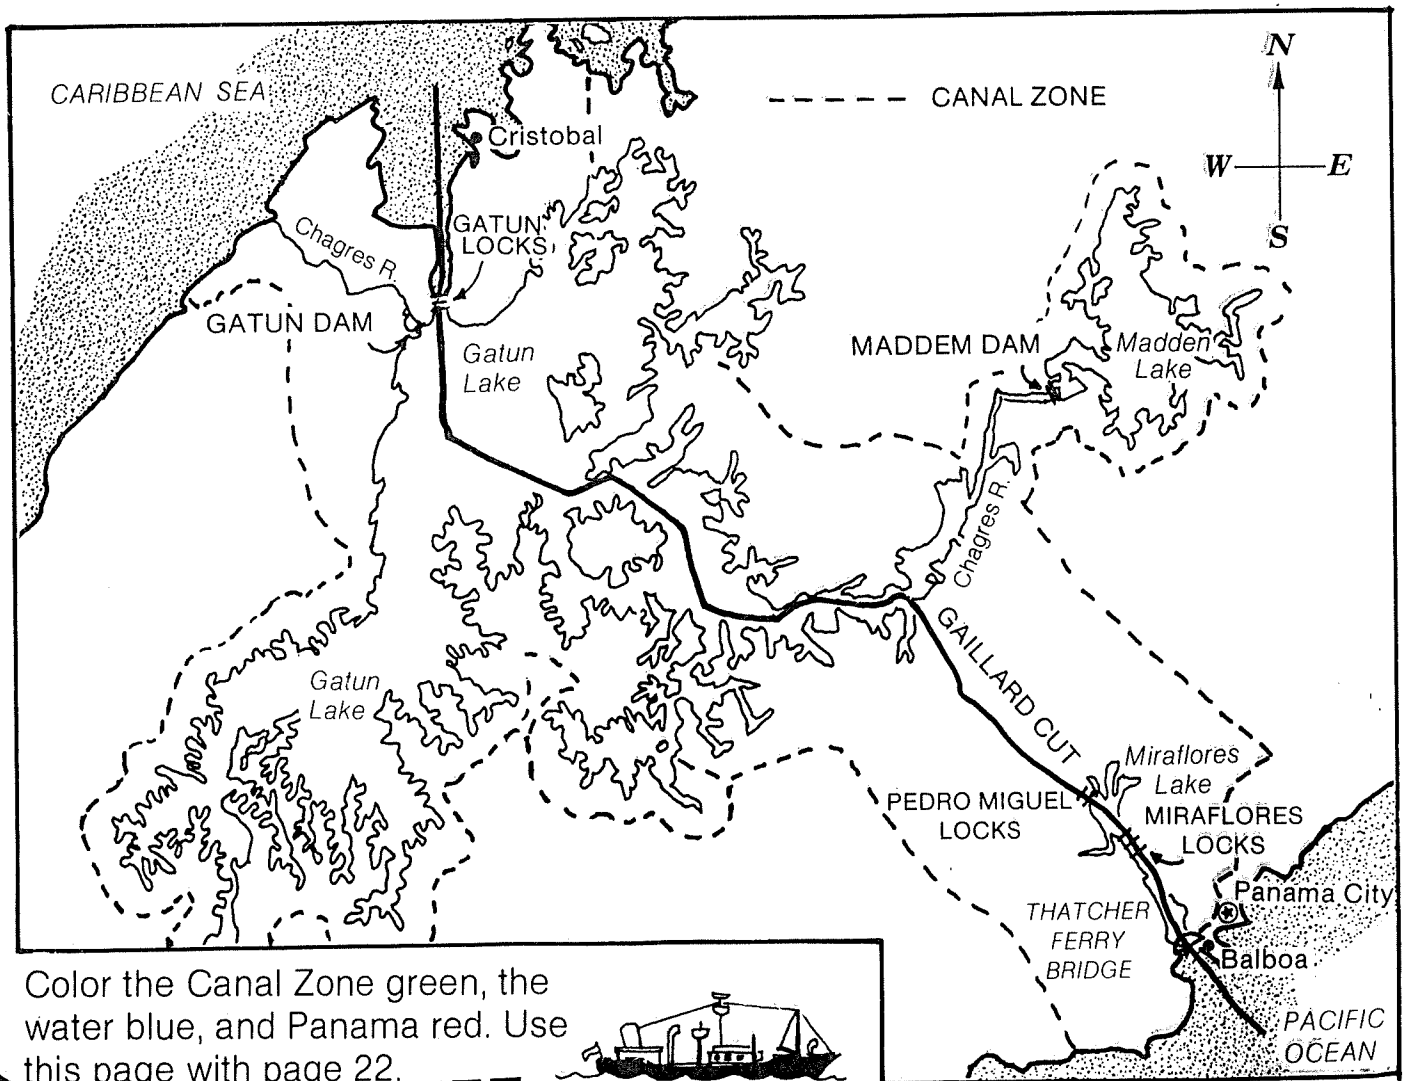 N
CARIBBEAN SEA
CANAL ZONE
Cristobal
W
E
GATUN
LOCKS
Chagres R.
S
GATUN DAM
Gatun
Lake
MADDEM DAM
Madden
Lake
Chagres R.
GAILLARD CUT
Gatun
Lake
Miraflores
Lake
PEDRO MIGUEL
LOCKS
MIRAFLORES
LOCKS
Panama City
THATCHER
FERRY
BRIDGE
Balboa
PACIFIC
OCEAN
Color the Canal Zone green, the
water blue, and Panama red. Use
this page with page 22.